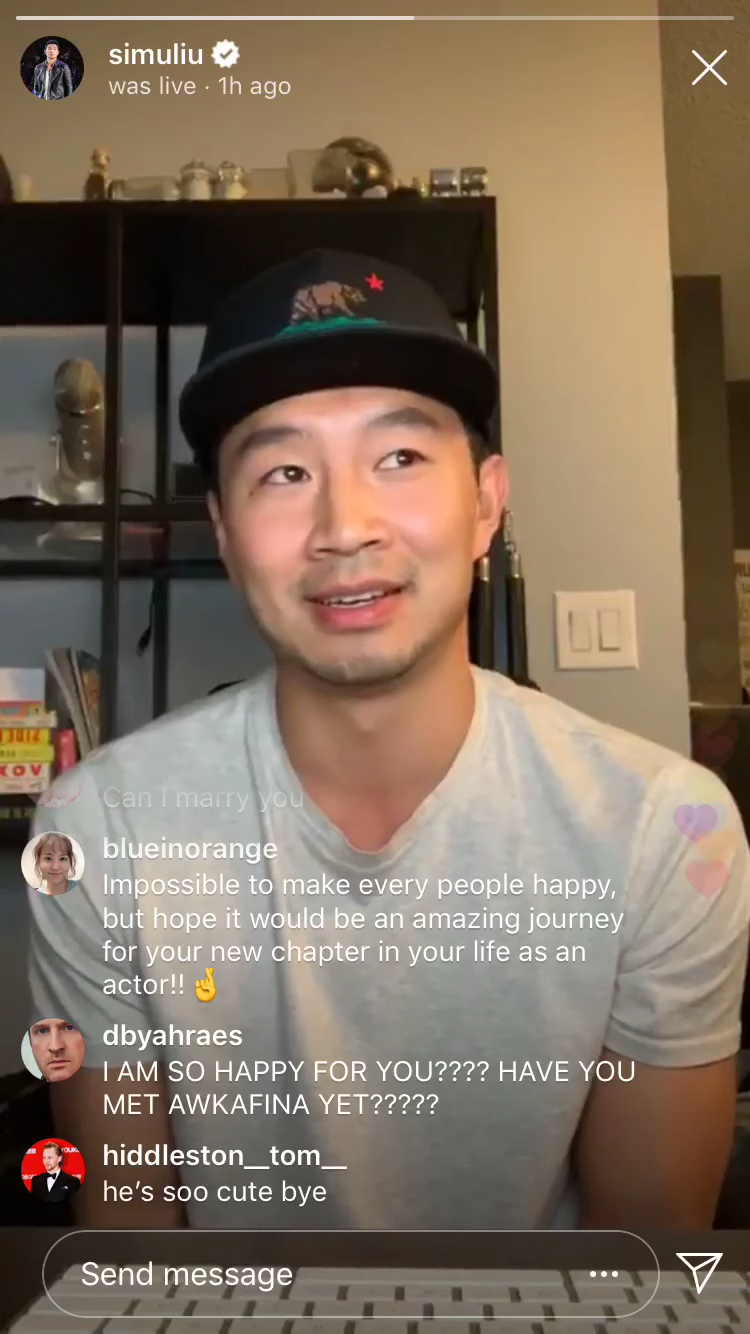 simuliu
was live · 1h ago
Can I marry you
blueinorange
Impossible to make every people happy,
but hope it would be an amazing journey
for your new chapter in your life as an
actor!! 🤞
dbyahraes
I AM SO HAPPY FOR YOU???? HAVE YOU
MET AWKAFINA YET?????
hiddleston__tom__
he's soo cute bye
Send message